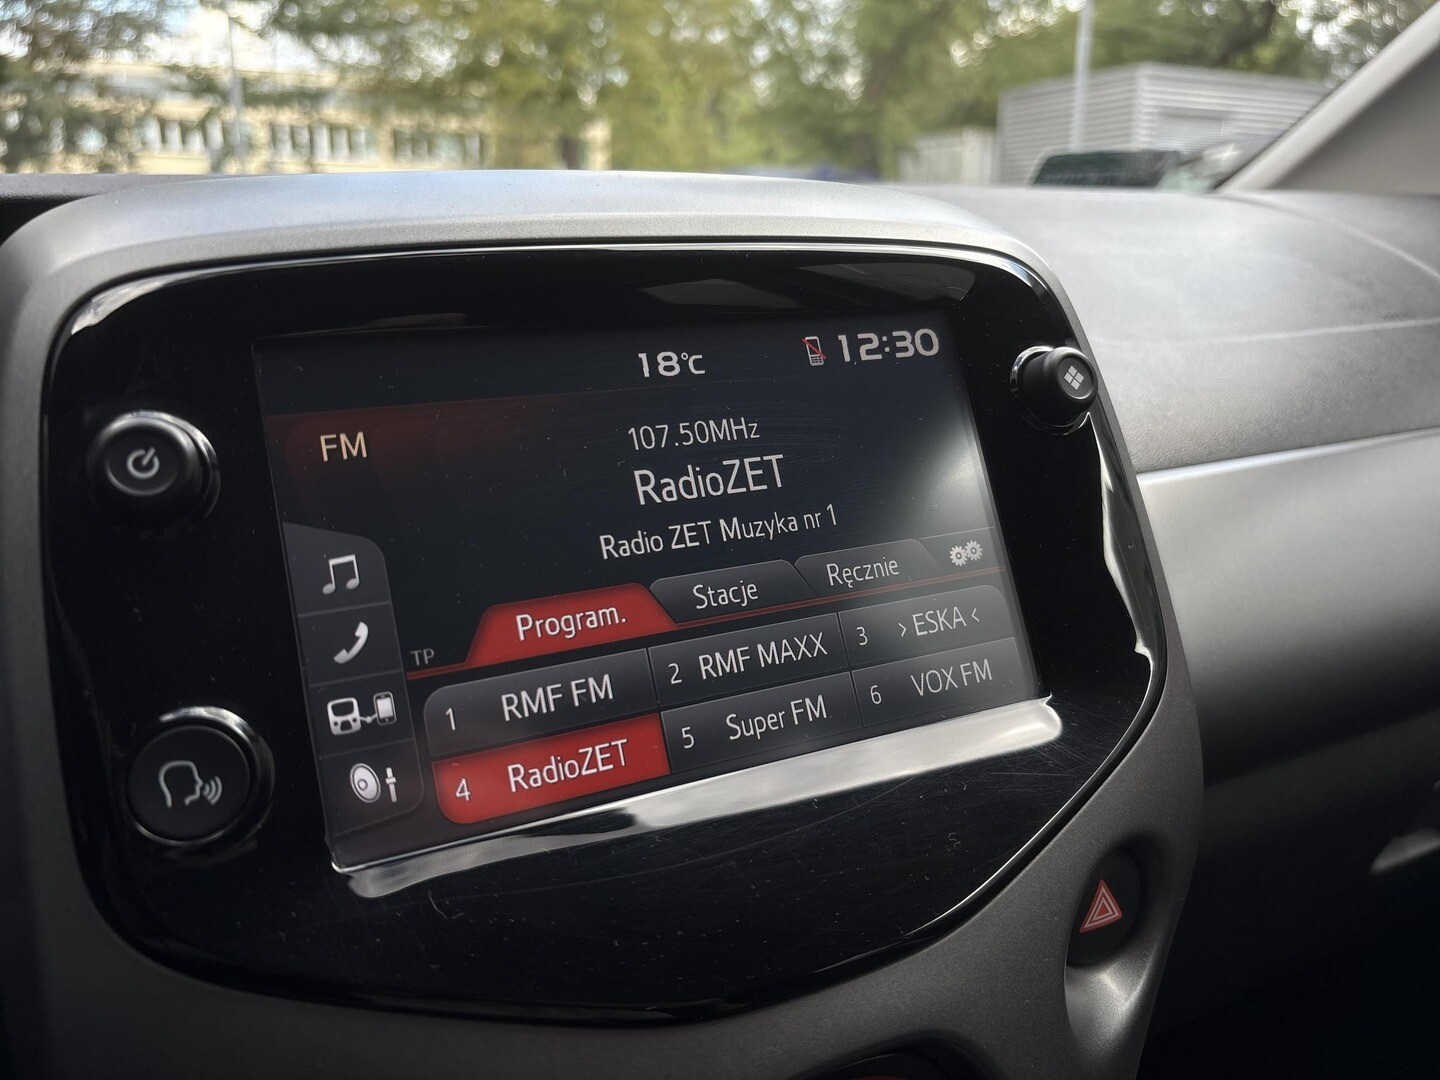 18°C
12:30
FM
107.50MHz
RadioZET
Radio ZET Muzyka nr 1
TP
Program.
Stacje
Ręcznie
1 RMF FM
2 RMF MAXX
3 > ESKA <
4 RadioZET
5 Super FM
6 VOX FM